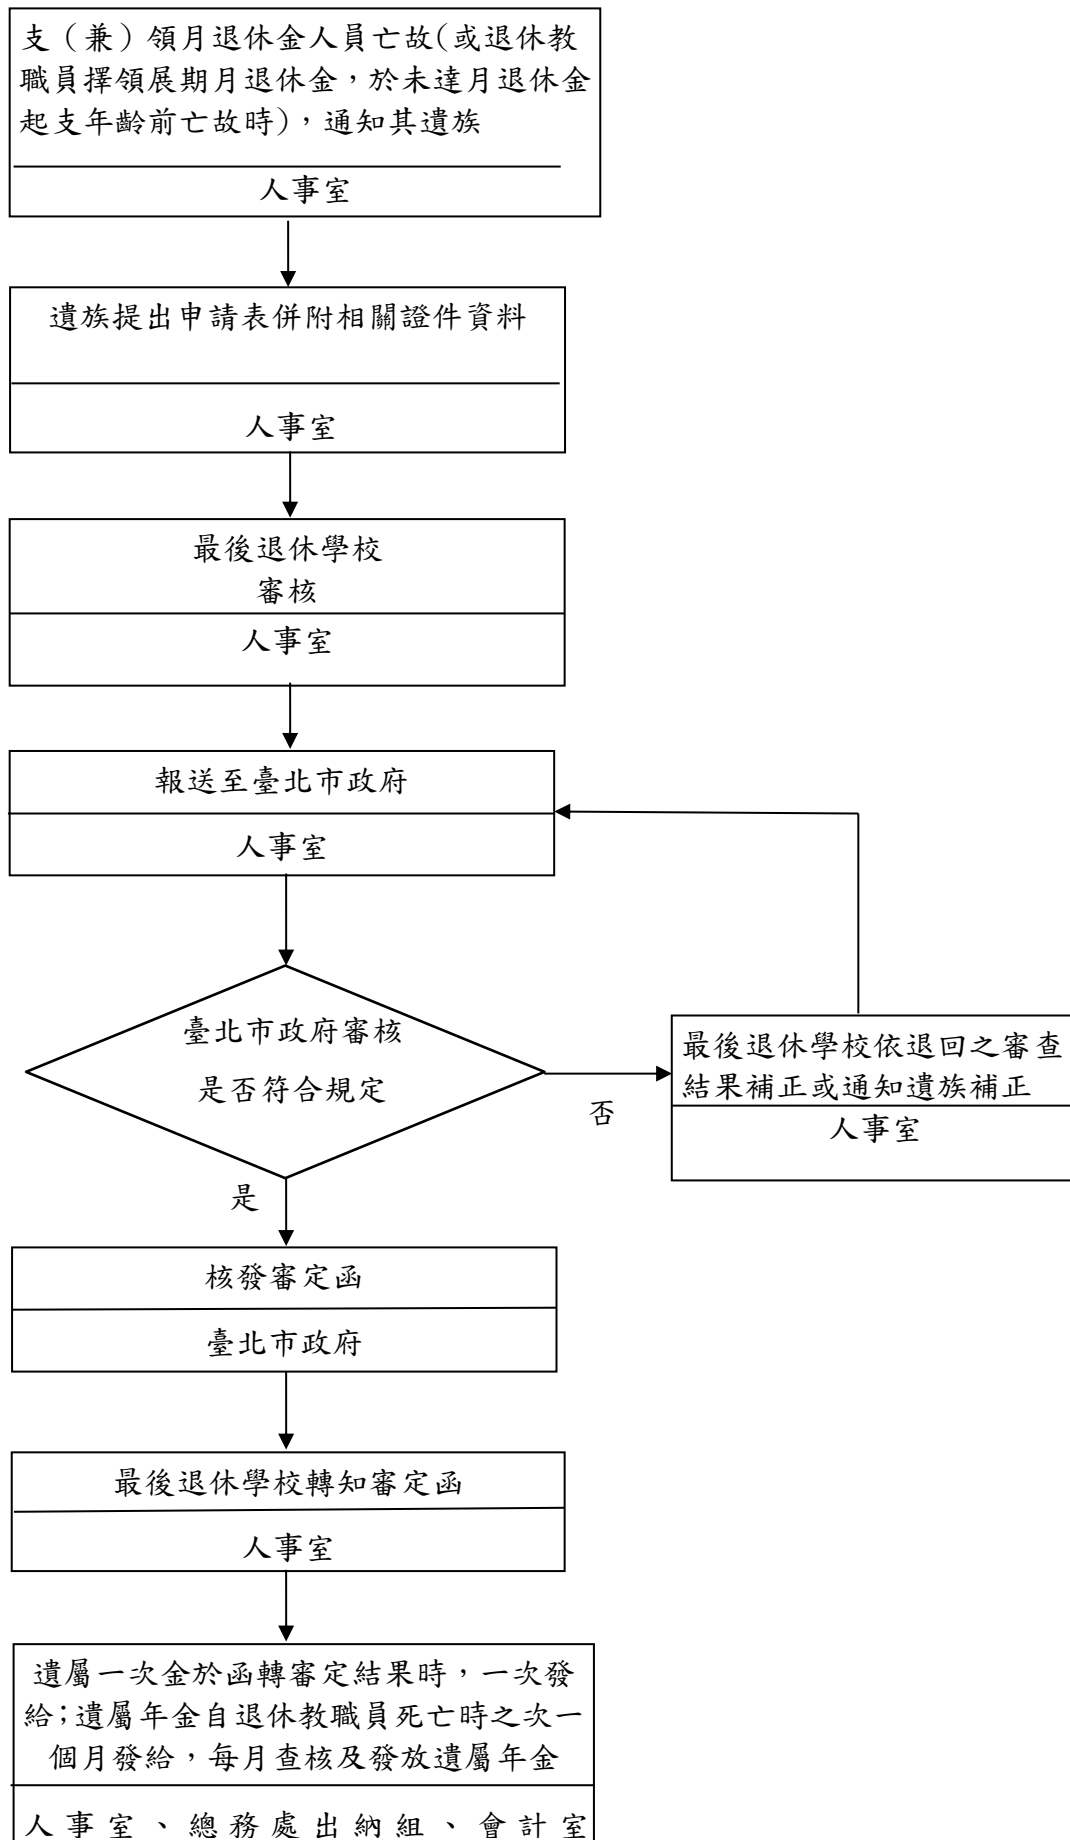 支（兼）領月退休金人員亡故(或退休教
職員擇領展期月退休金，於未達月退休金
起支年齡前亡故時)，通知其遺族
人事室
遺族提出申請表併附相關證件資料
人事室
最後退休學校
審核
人事室
報送至臺北市政府
人事室
臺北市政府審核
是否符合規定
否
最後退休學校依退回之審查
結果補正或通知遺族補正
人事室
是
核發審定函
臺北市政府
最後退休學校轉知審定函
人事室
遺屬一次金於函轉審定結果時，一次發
給；遺屬年金自退休教職員死亡時之次一
個月發給，每月查核及發放遺屬年金
人事室、總務處出納組、會計室